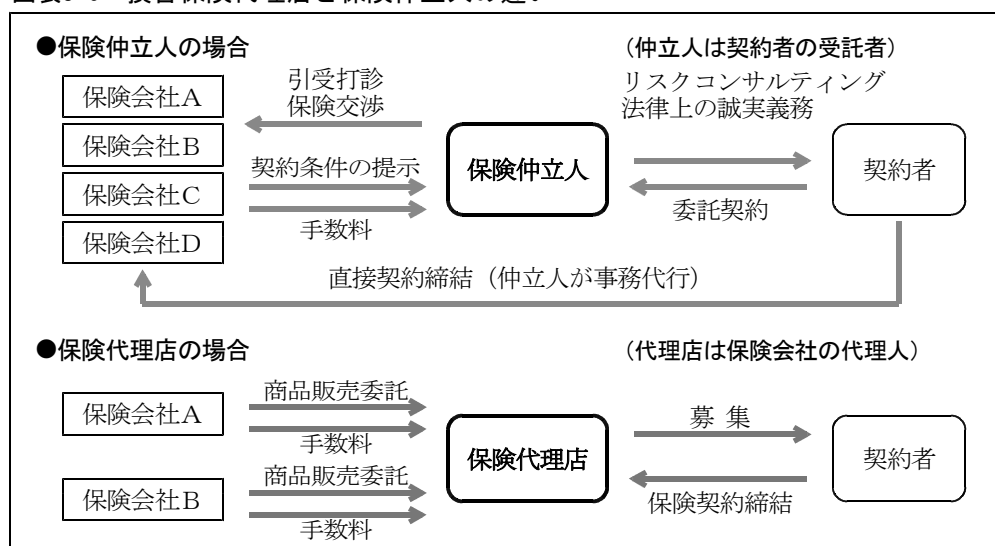 ●保険仲立人の場合
（仲立人は契約者の受託者）
保険会社A
保険会社B
保険会社C
保険会社D
引受打診
保険交渉
契約条件の提示
手数料
保険仲立人
リスクコンサルティング
法律上の誠実義務
委託契約
契約者
直接契約締結（仲立人が事務代行）
●保険代理店の場合
（代理店は保険会社の代理人）
保険会社A
保険会社B
商品販売委託
手数料
商品販売委託
手数料
保険代理店
募 集
保険契約締結
契約者